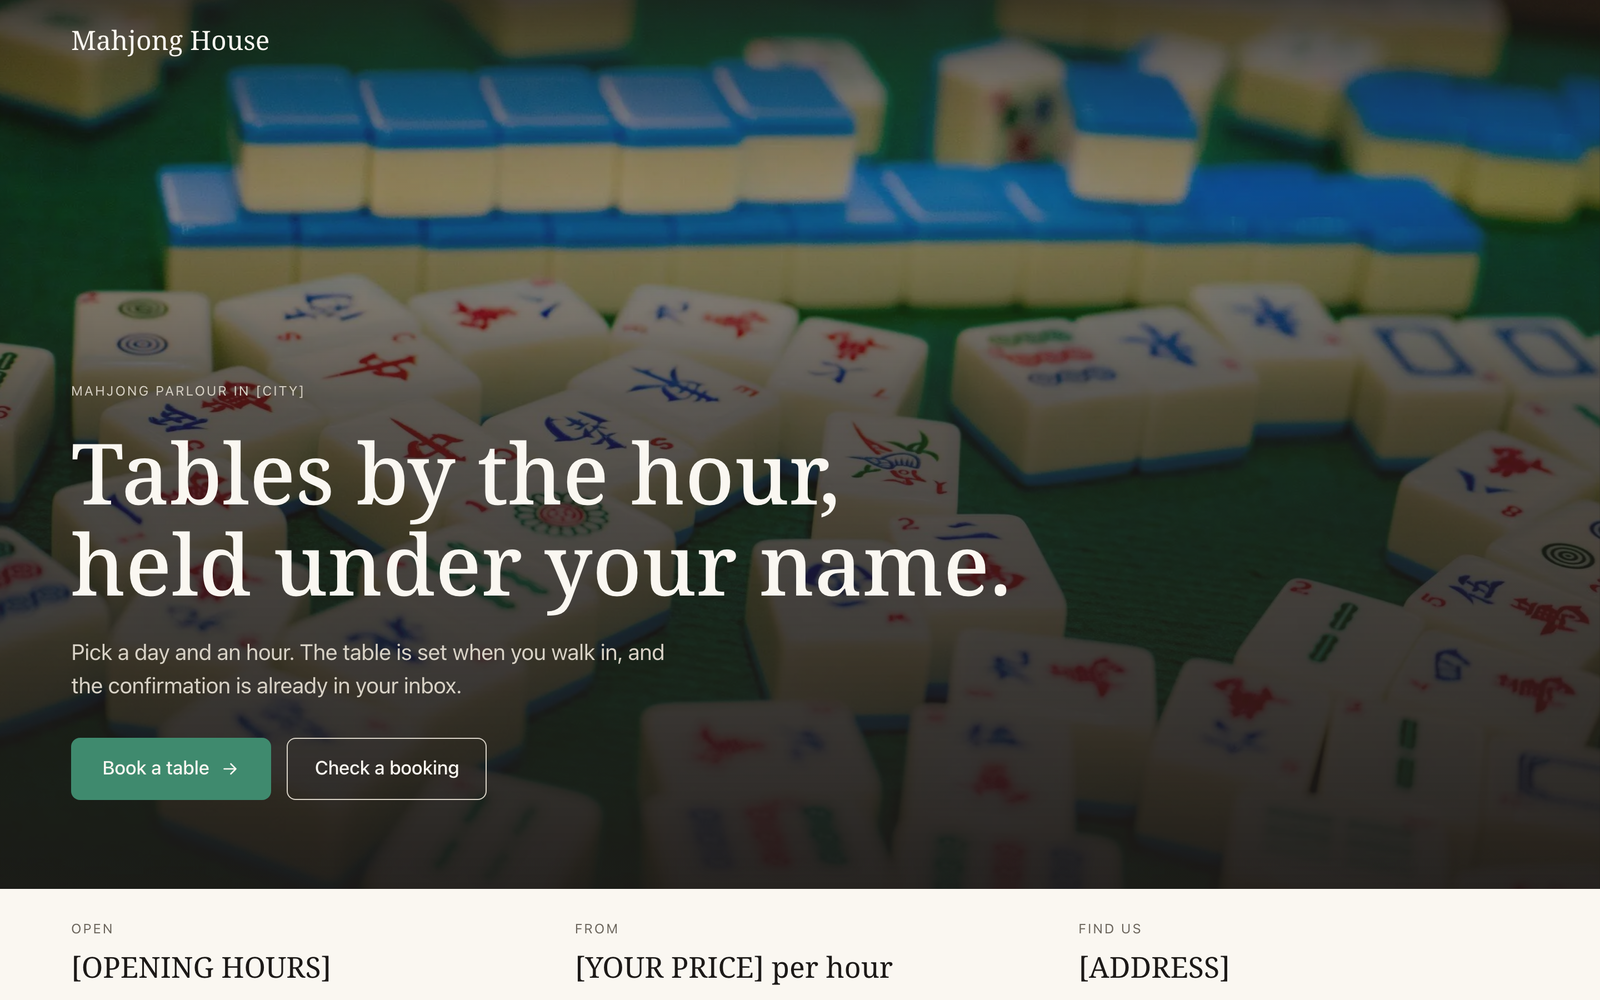 Mahjong House
MAHJONG PARLOUR IN [CITY]
Tables by the hour,
held under your name.
Pick a day and an hour. The table is set when you walk in, and
the confirmation is already in your inbox.
Book a table →
Check a booking
OPEN
[OPENING HOURS]
FROM
[YOUR PRICE] per hour
FIND US
[ADDRESS]